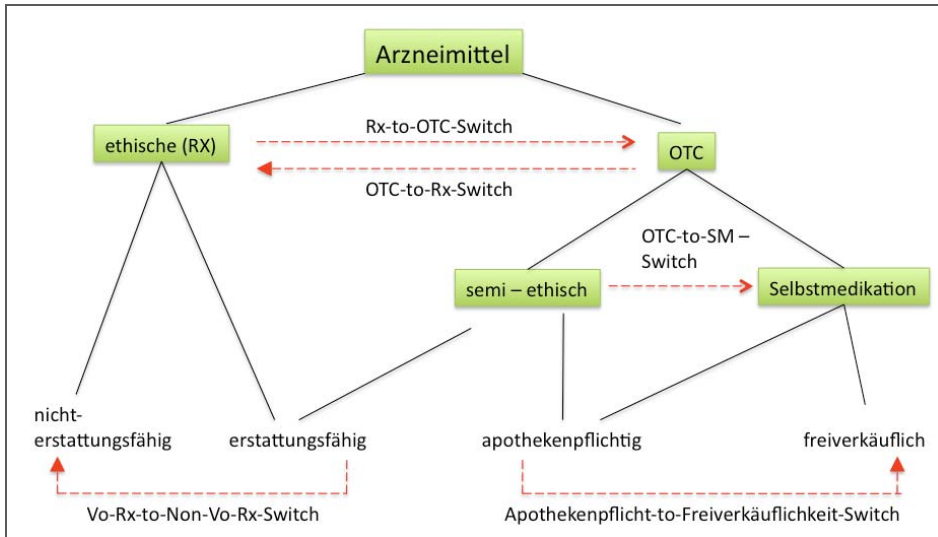 Arzneimittel
ethische (RX)
Rx-to-OTC-Switch
OTC
OTC-to-Rx-Switch
OTC-to-SM –
Switch
semi – ethisch
Selbstmedikation
nicht-
erstattungsfähig
erstattungsfähig
apothekenpflichtig
freiverkäuflich
Vo-Rx-to-Non-Vo-Rx-Switch
Apothekenpflicht-to-Freiverkäuflichkeit-Switch